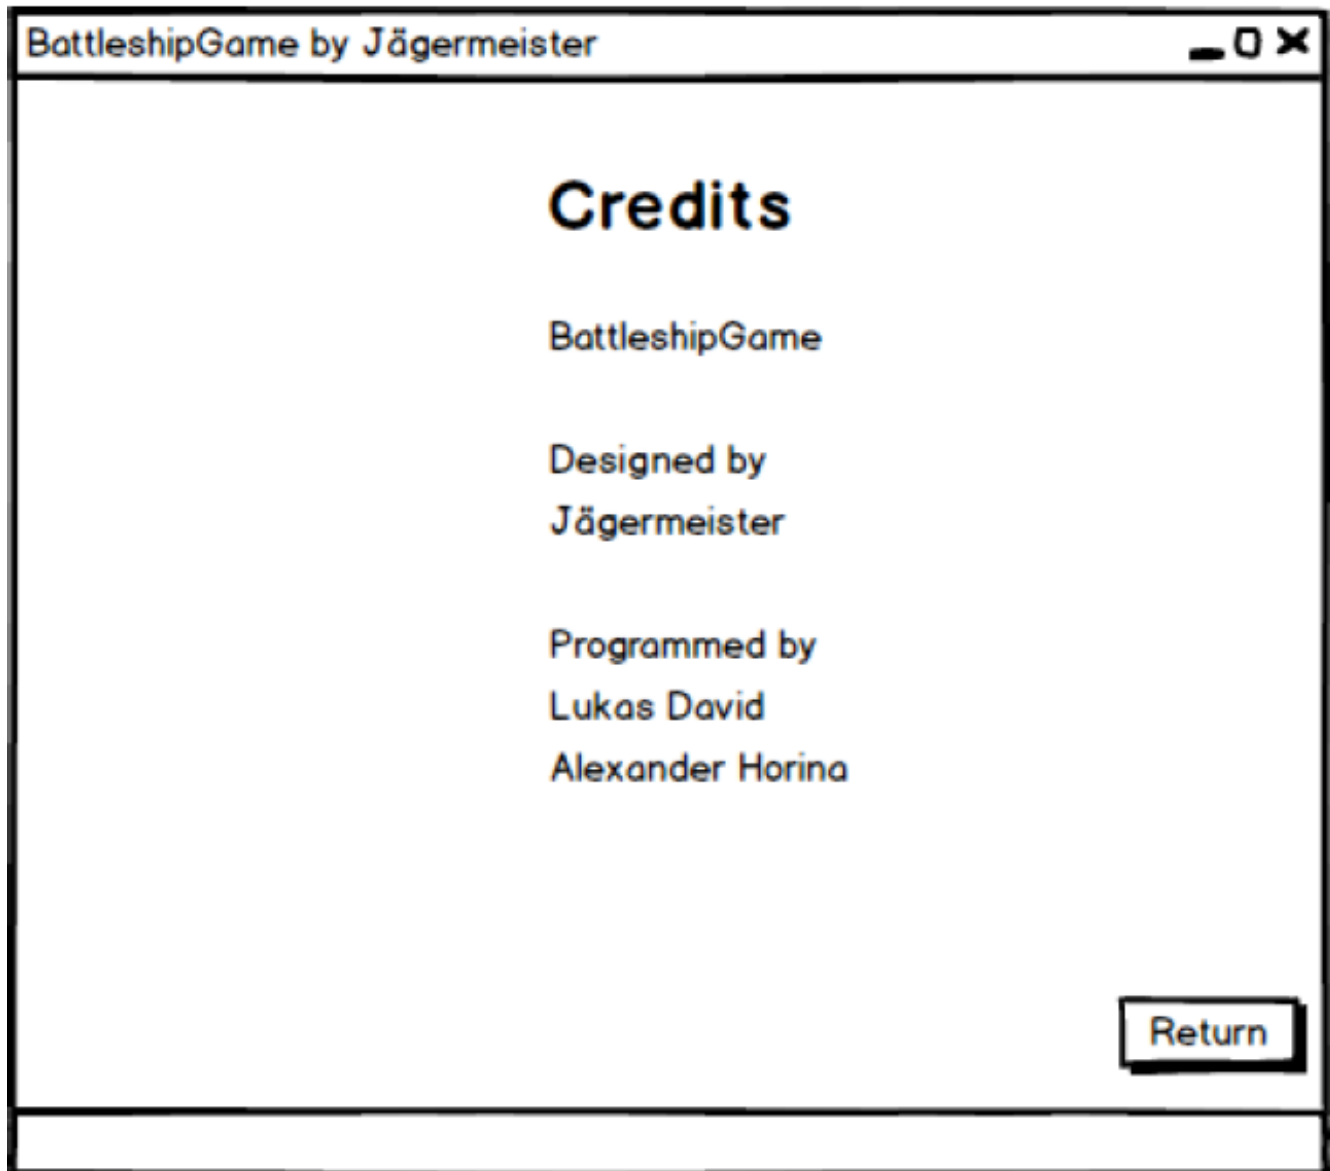 BattleshipGame by Jägermeister
Credits
BattleshipGame
Designed by
Jägermeister
Programmed by
Lukas David
Alexander Horina
Return